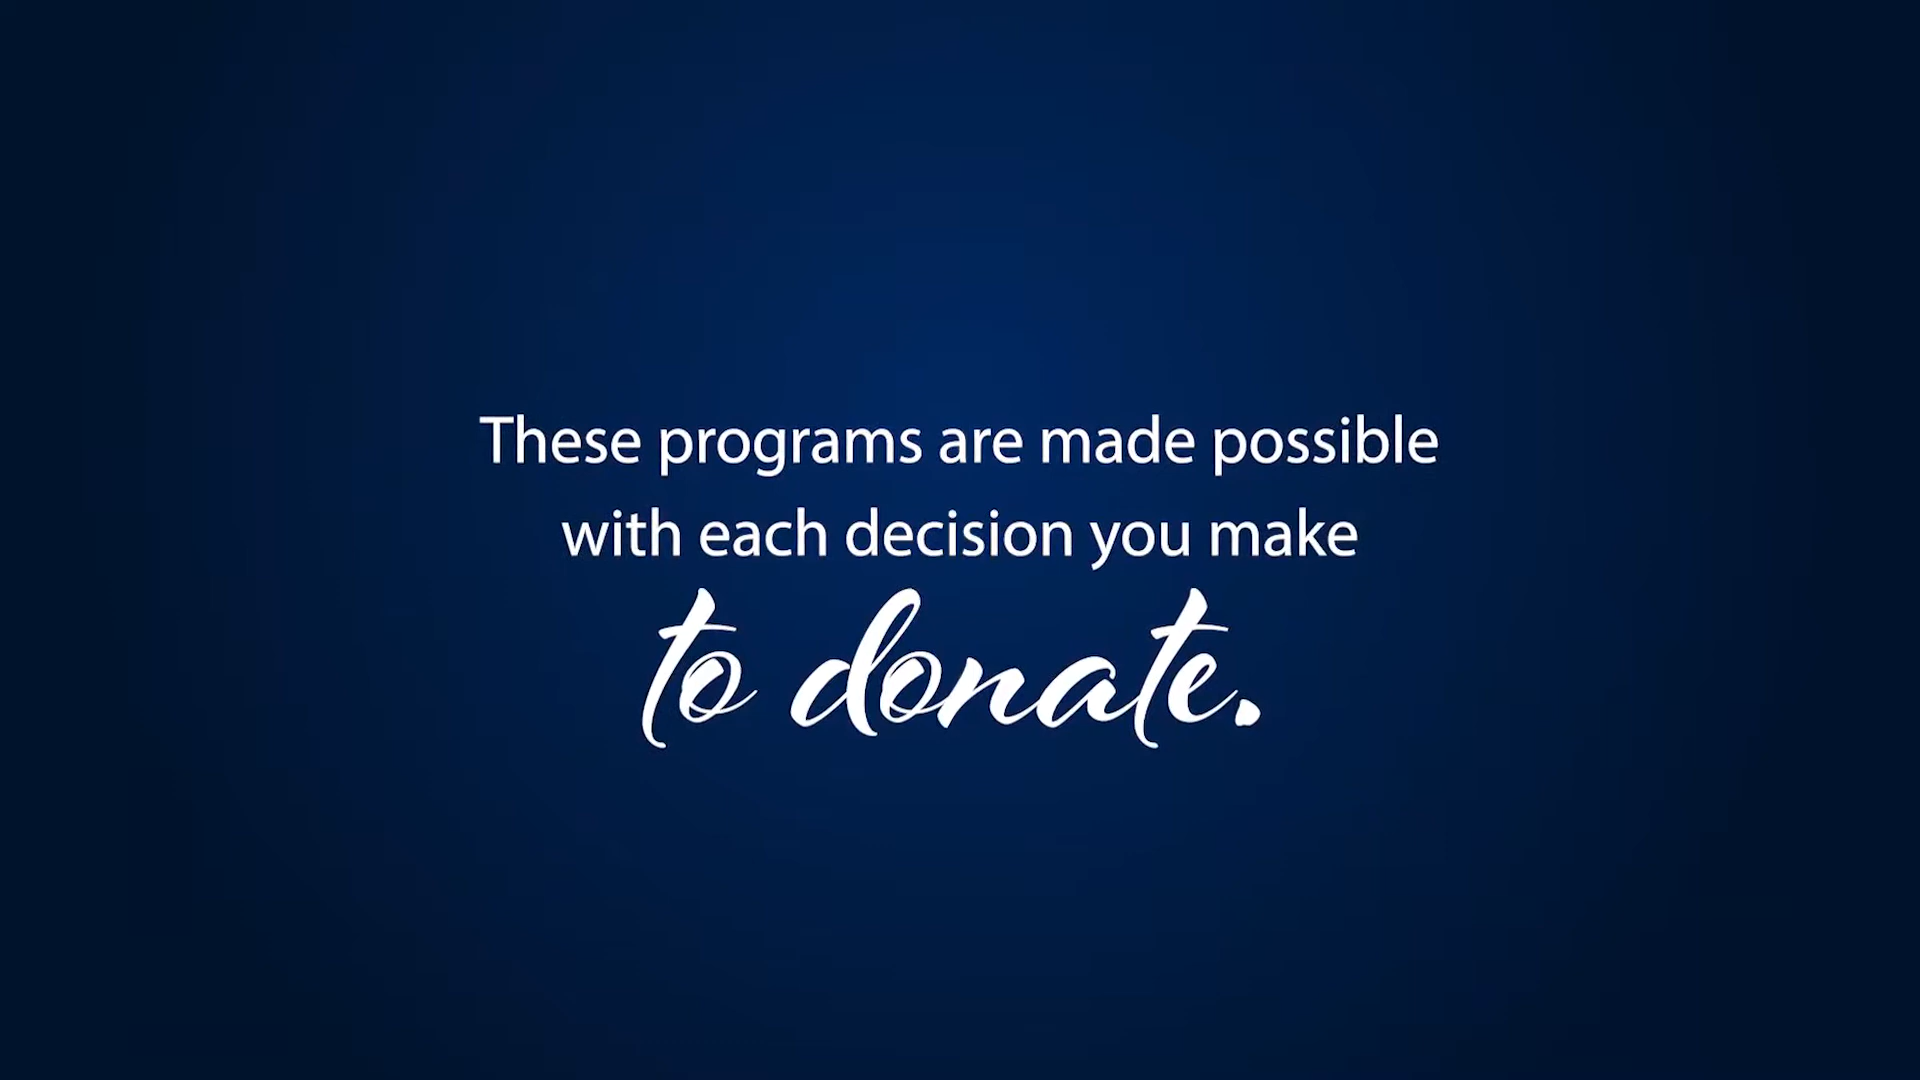 These programs are made possible
with each decision you make
to donate.